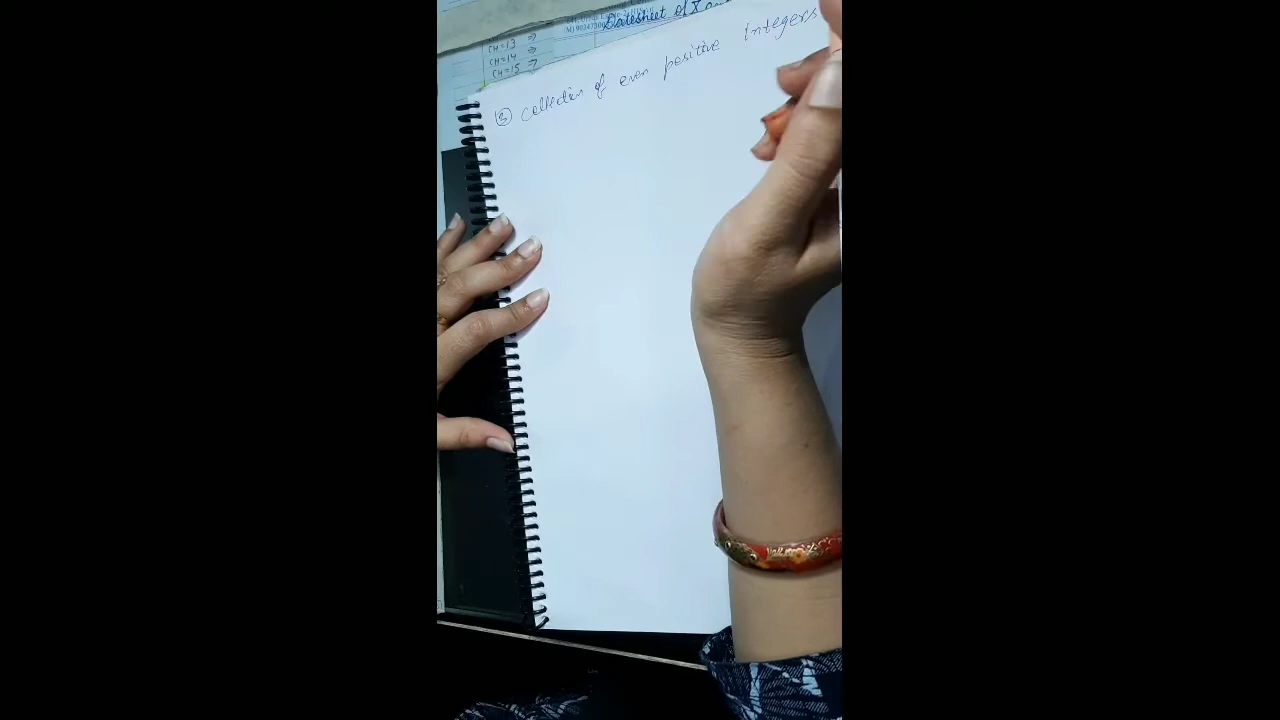 Datesheet of X
CH=13 ⇒
CH=14 ⇒
CH=15 ⇒
③ collection of even positive integers